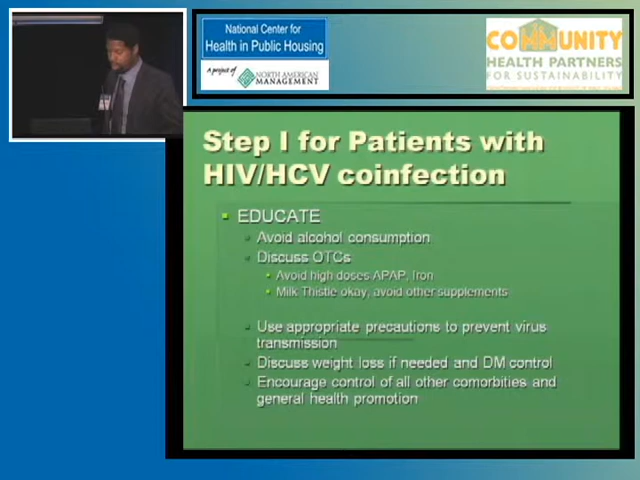 National Center for
Health in Public Housing
A project of
NORTH AMERICAN
MANAGEMENT
COMMUNITY
HEALTH PARTNERS
FOR SUSTAINABILITY
Step I for Patients with
HIV/HCV coinfection
EDUCATE
Avoid alcohol consumption
Discuss OTCs
Avoid high doses APAP, Iron
Milk Thistle okay, avoid other supplements
Use appropriate precautions to prevent virus
transmission
Discuss weight loss if needed and DM control
Encourage control of all other comorbities and
general health promotion